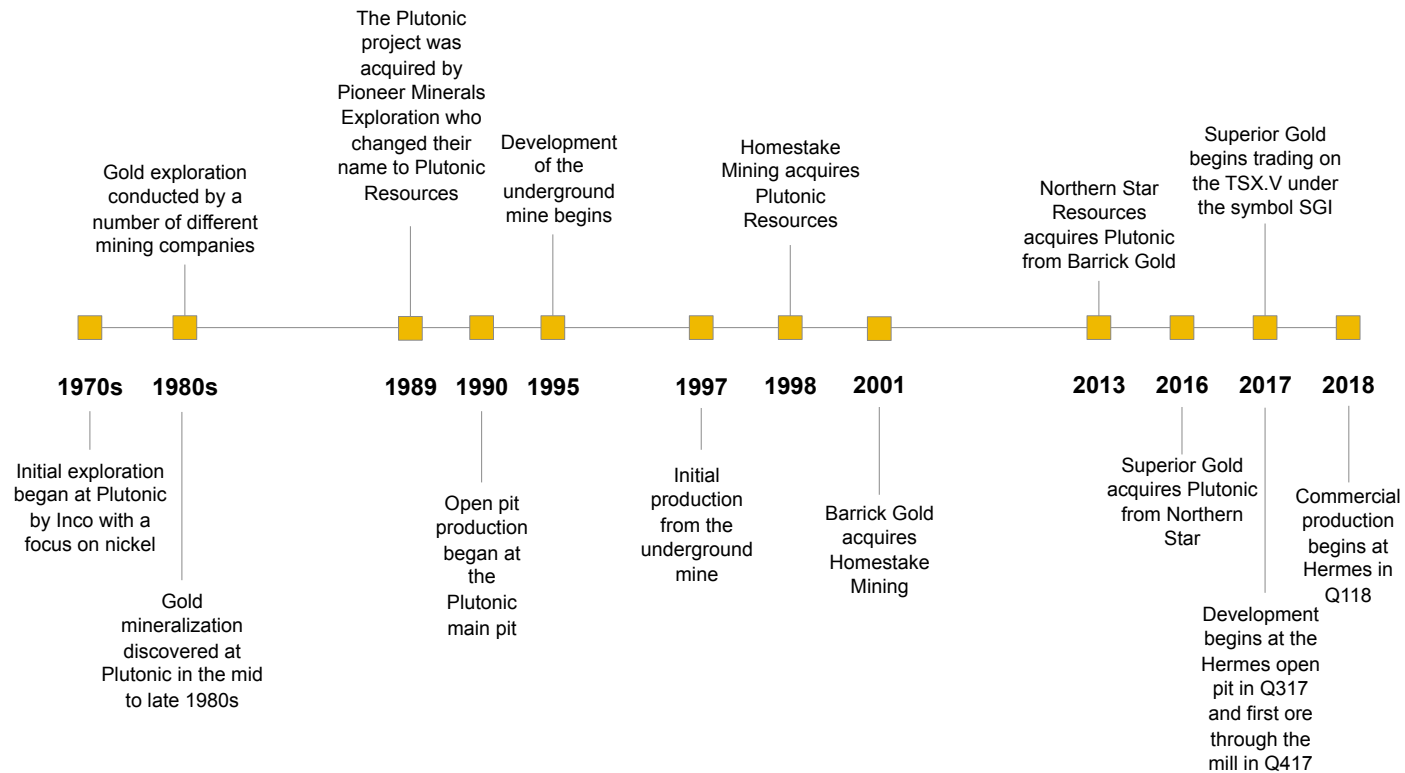 The Plutonic
project was
acquired by
Pioneer Minerals
Exploration who
changed their
name to Plutonic
Resources
Gold exploration
conducted by a
number of different
mining companies
Development
of the
underground
mine begins
Homestake
Mining acquires
Plutonic
Resources
Northern Star
Resources
acquires Plutonic
from Barrick Gold
Superior Gold
begins trading on
the TSX.V under
the symbol SGI
1970s 1980s 1989 1990 1995 1997 1998 2001 2013 2016 2017 2018
Initial exploration
began at Plutonic
by Inco with a
focus on nickel
Gold
mineralization
discovered at
Plutonic in the mid
to late 1980s
Open pit
production
began at
the
Plutonic
main pit
Initial
production
from the
underground
mine
Barrick Gold
acquires
Homestake
Mining
Superior Gold
acquires Plutonic
from Northern
Star
Development
begins at the
Hermes open
pit in Q317
and first ore
through the
mill in Q417
Commercial
production
begins at
Hermes in
Q118